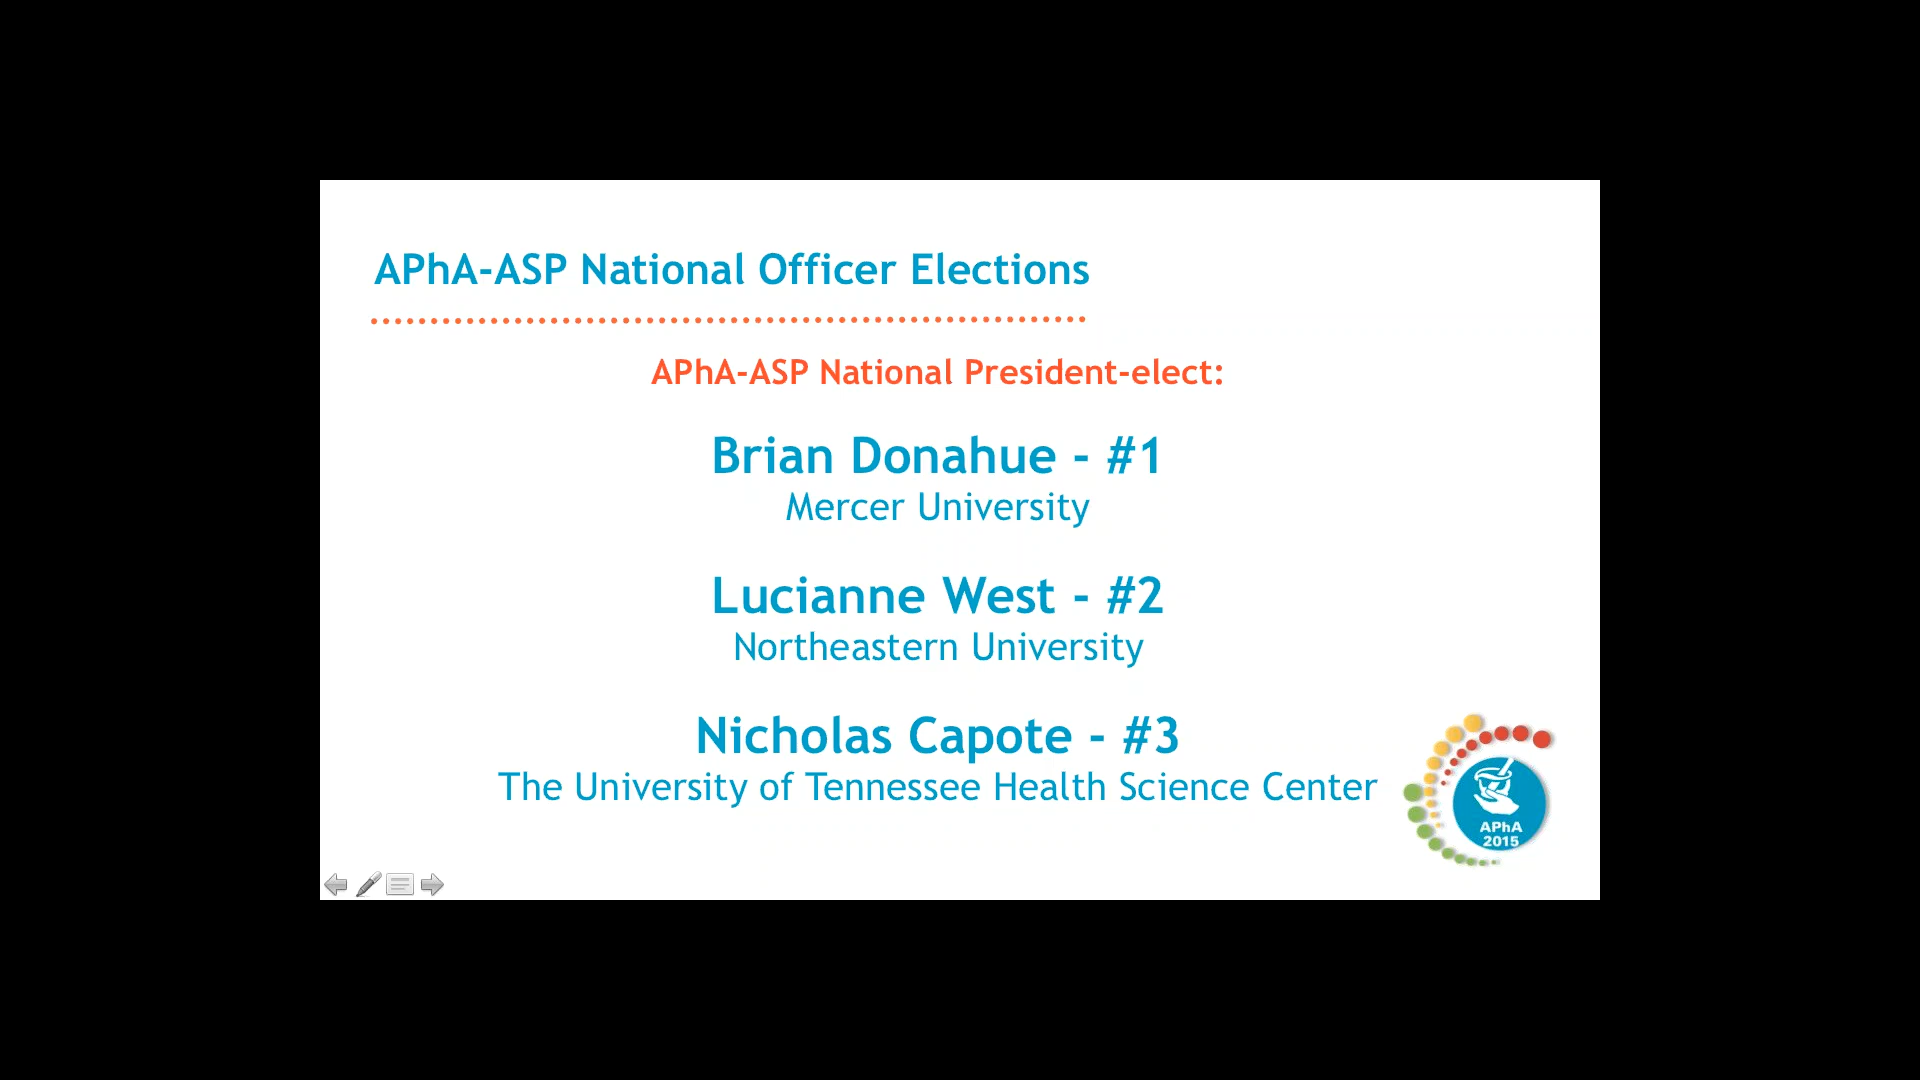 APhA-ASP National Officer Elections
APhA-ASP National President-elect:
Brian Donahue - #1
Mercer University
Lucianne West - #2
Northeastern University
Nicholas Capote - #3
The University of Tennessee Health Science Center
APhA
2015